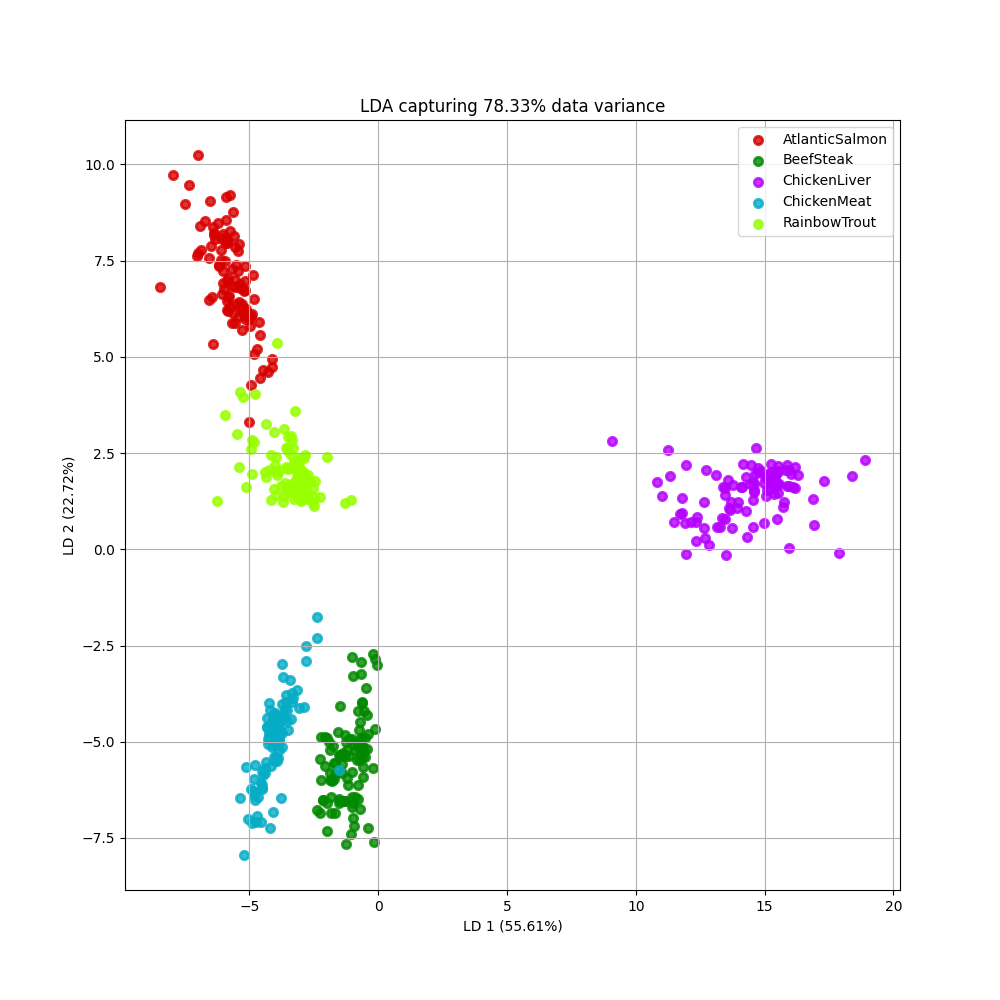 LDA capturing 78.33% data variance
AtlanticSalmon
BeefSteak
ChickenLiver
ChickenMeat
RainbowTrout
10.0
7.5
5.0
2.5
0.0
−2.5
−5.0
−7.5
LD 2 (22.72%)
−5
0
5
10
15
20
LD 1 (55.61%)